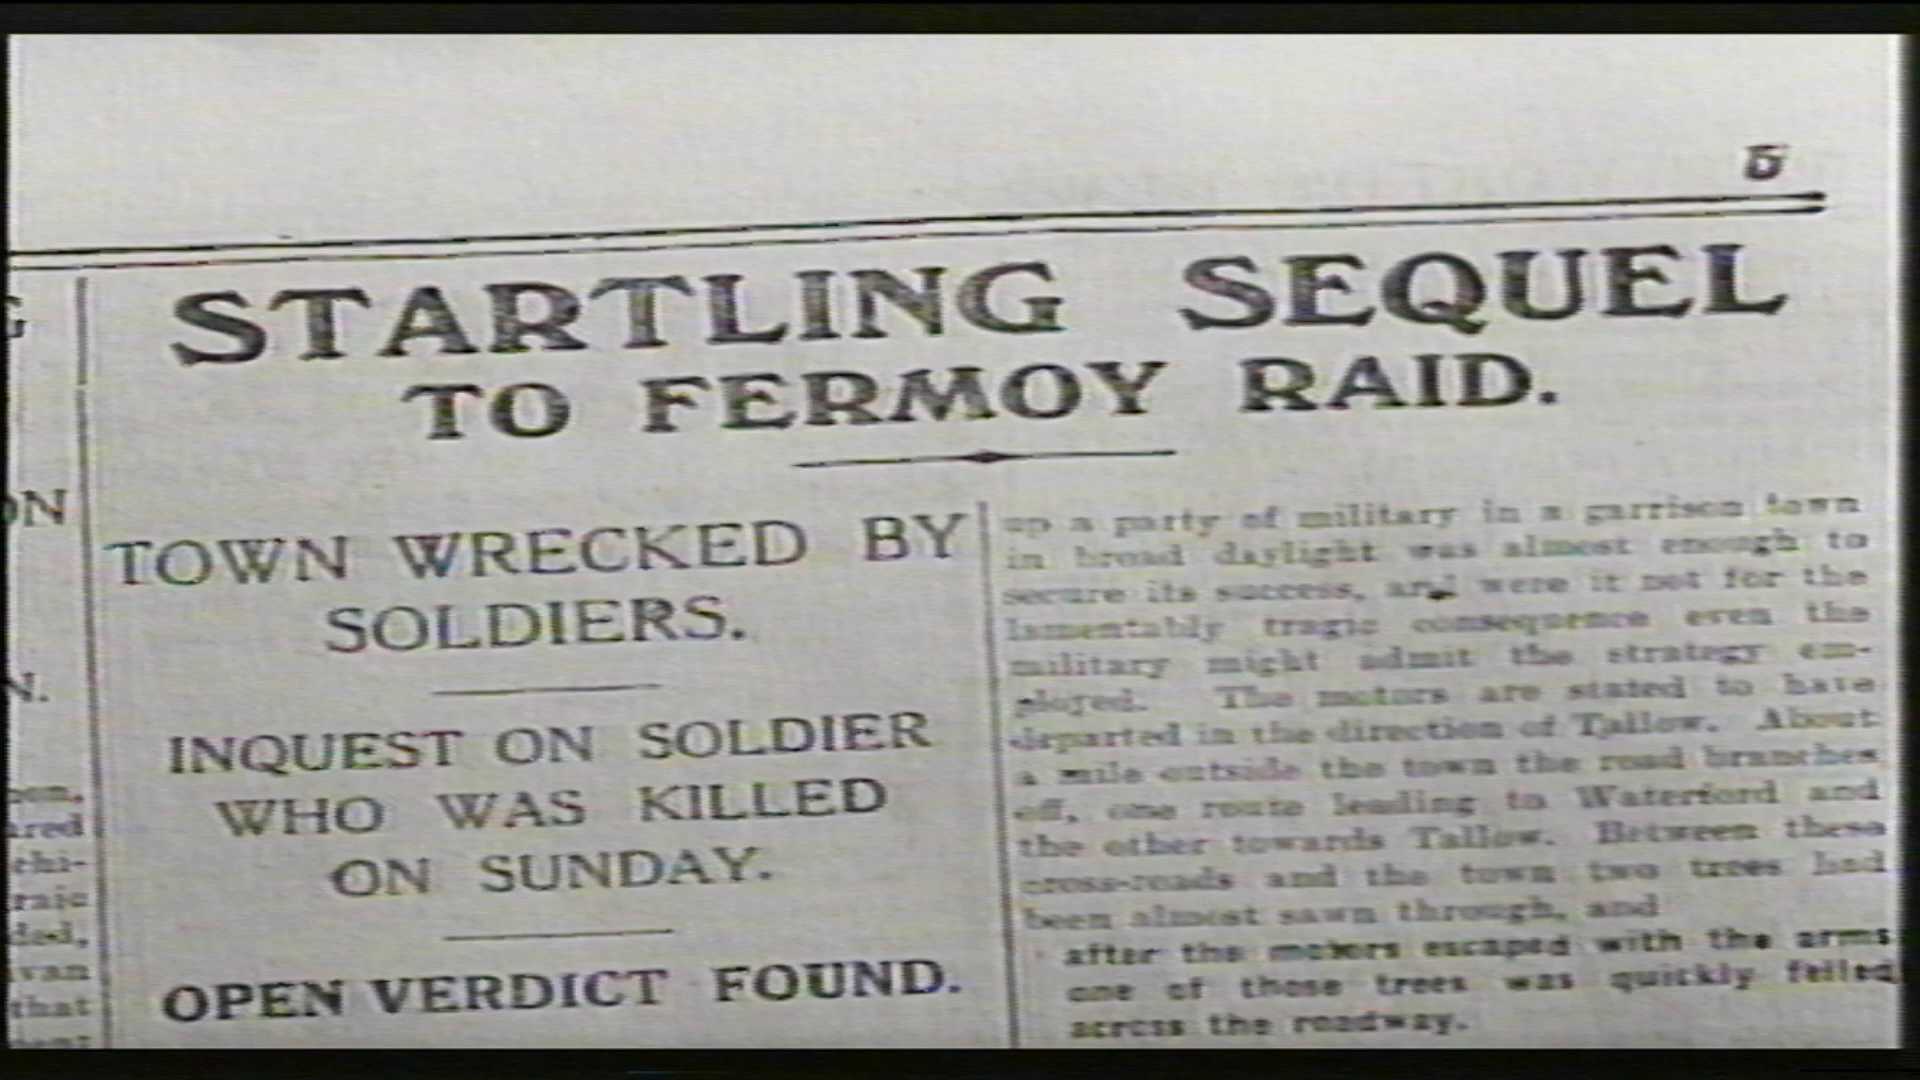 5
STARTLING SEQUEL
TO FERMOY RAID.
G
ON
N.
TOWN WRECKED BY
SOLDIERS.
INQUEST ON SOLDIER
WHO WAS KILLED
ON SUNDAY.
OPEN VERDICT FOUND.
up a party of military in a garrison town
in broad daylight was almost enough to
secure its success, and were it not for the
lamentably tragic consequence even the
military might admit the strategy em-
ployed. The motors are stated to have
departed in the direction of Tallow. About
a mile outside the town the road branches
off, one route leading to Waterford and
the other towards Tallow. Between these
cross-roads and the town two trees had
been almost sawn through, and
after the motors escaped with the arms
one of those trees was quickly felled
across the roadway.
ded,
van
that